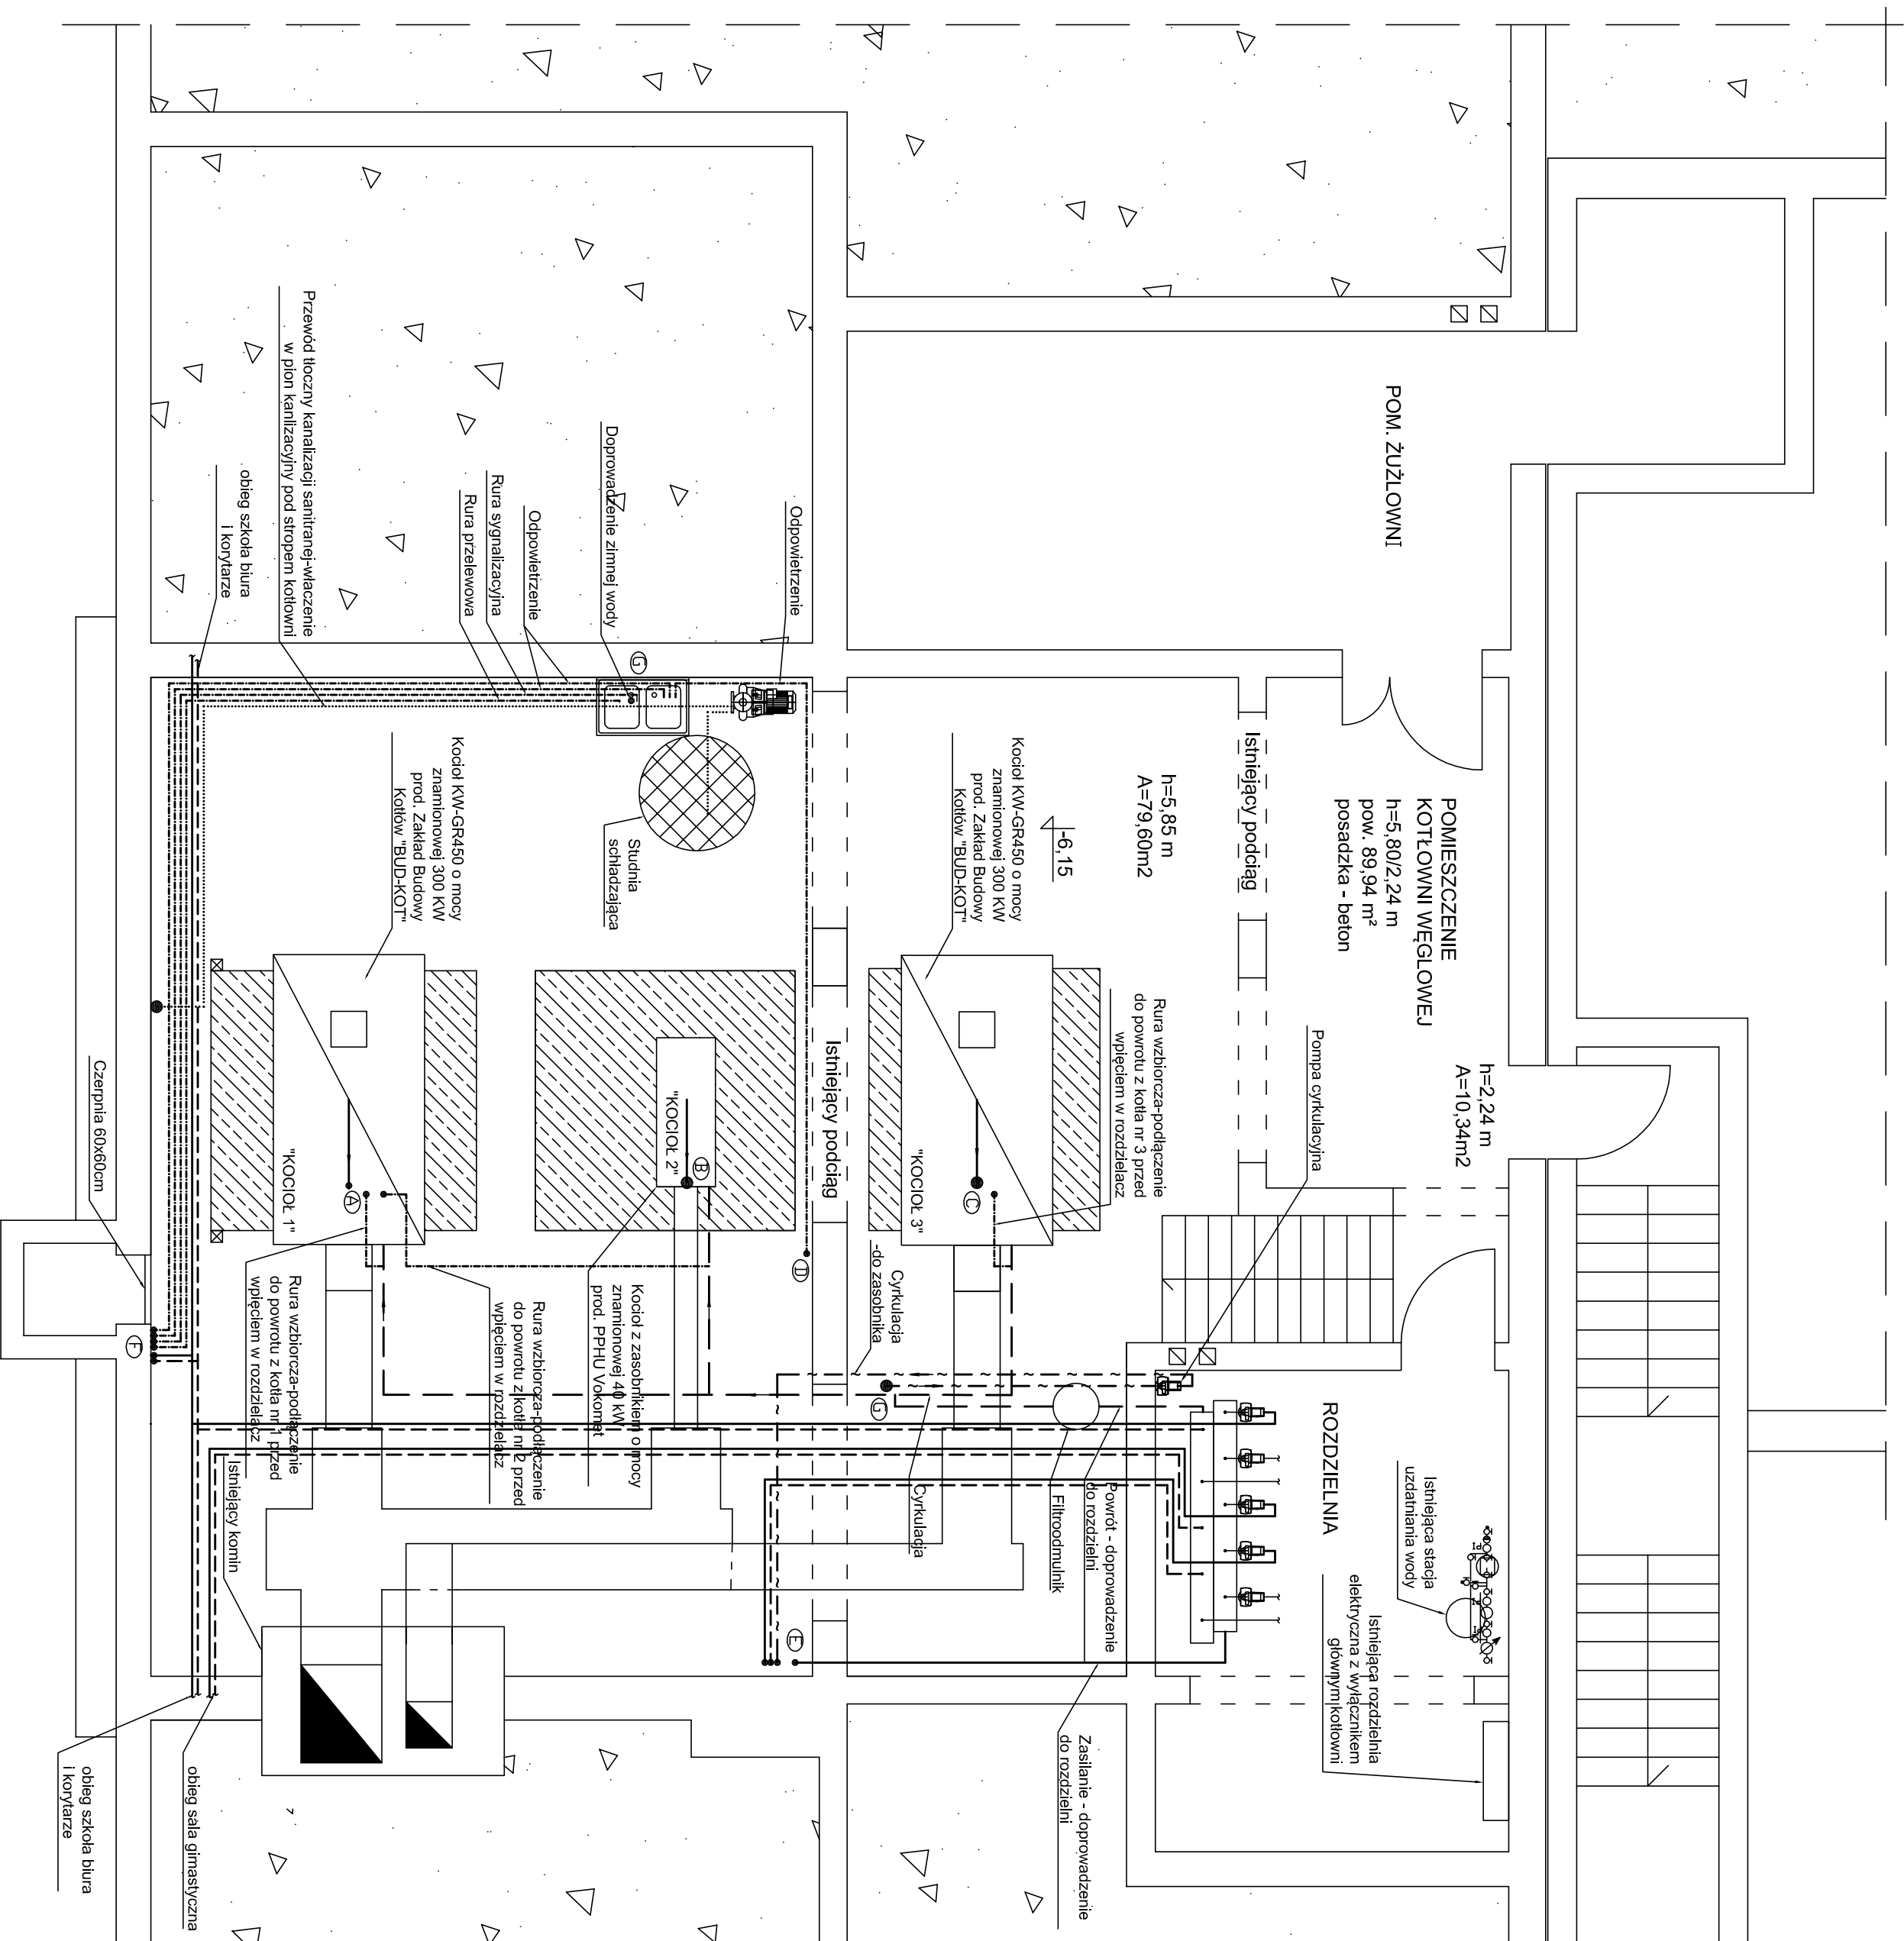 POM. ŻUŻLOWNI
Istniejący podciąg
POMIESZCZENIE
KOTŁOWNI WĘGLOWEJ
h=5,80/2,24 m
pow. 89,94 m²
posadzka - beton
h=2,24 m
A=10,34m2
Pompa cyrkulacyjna
ROZDZIELNIA
Istniejąca stacja
uzdatniania wody
PI
PI
PI
Istniejąca rozdzielnia
elektryczna z wyłącznikem
głównym kotłowni
h=5,85 m
A=79,60m2
-6,15
Kocioł KW-GR450 o mocy
znamionowej 300 KW
prod. Zakład Budowy
Kotłów "BUD-KOT"
Rura wzbiorcza-podłączenie
do powrotu z kotła nr 3 przed
wpięciem w rozdzielacz
"KOCIOŁ 3"
C
Cyrkulacja
-do zasobnika
G
Cyrkulacja
Filtroodmulnik
Powrót - doprowadzenie
do rozdzielni
Zasilanie - doprowadzenie
do rozdzielni
Odpowietrzenie
Istniejący podciąg
D
E
G
Doprowadzenie zimnej wody
Odpowietrzenie
Rura sygnalizacyjna
Rura przelewowa
Studnia
schładzająca
"KOCIOŁ 2"
B
Kocioł z zasobnikiem o mocy
znamionowej 40 kW
prod. PPHU Vokomet
Rura wzbiorcza-podłączenie
do powrotu z kotła nr 2 przed
wpięciem w rozdzielacz
Kocioł KW-GR450 o mocy
znamionowej 300 KW
prod. Zakład Budowy
Kotłów "BUD-KOT"
"KOCIOŁ 1"
A
Rura wzbiorcza-podłączenie
do powrotu z kotła nr 1 przed
wpięciem w rozdzielacz
Istniejący komin
Przewód tłoczny kanalizacji sanitranej-właczenie
w pion kanlizacyjny pod stropem kotłowni
obieg szkoła biura
i korytarze
Czerpnia 60x60cm
F
obieg sala gimastyczna
obieg szkoła biura
i korytarze